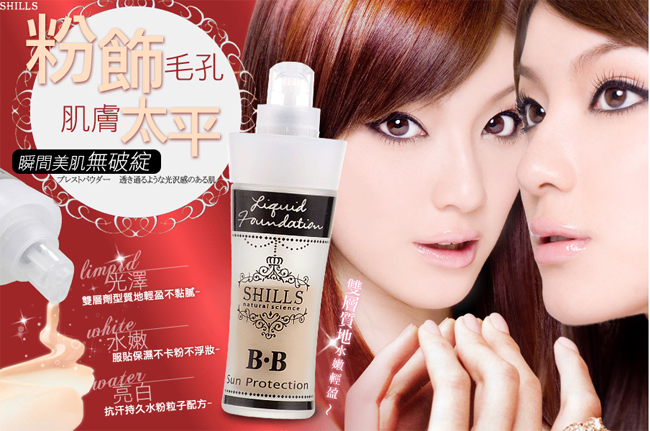 SHILLS
粉飾毛孔
肌膚太平
瞬間美肌無破綻
プレストパウダー 透き通るような光沢感のある肌
limpid
光澤
雙層劑型質地輕盈不黏膩~
white
水嫩
服貼保濕不卡粉不浮妝~
water
亮白
抗汗持久水粉粒子配方~
Liquid
Foundation
SHILLS
natural science
B·B
Sun Protection
雙層質地水嫩輕盈~